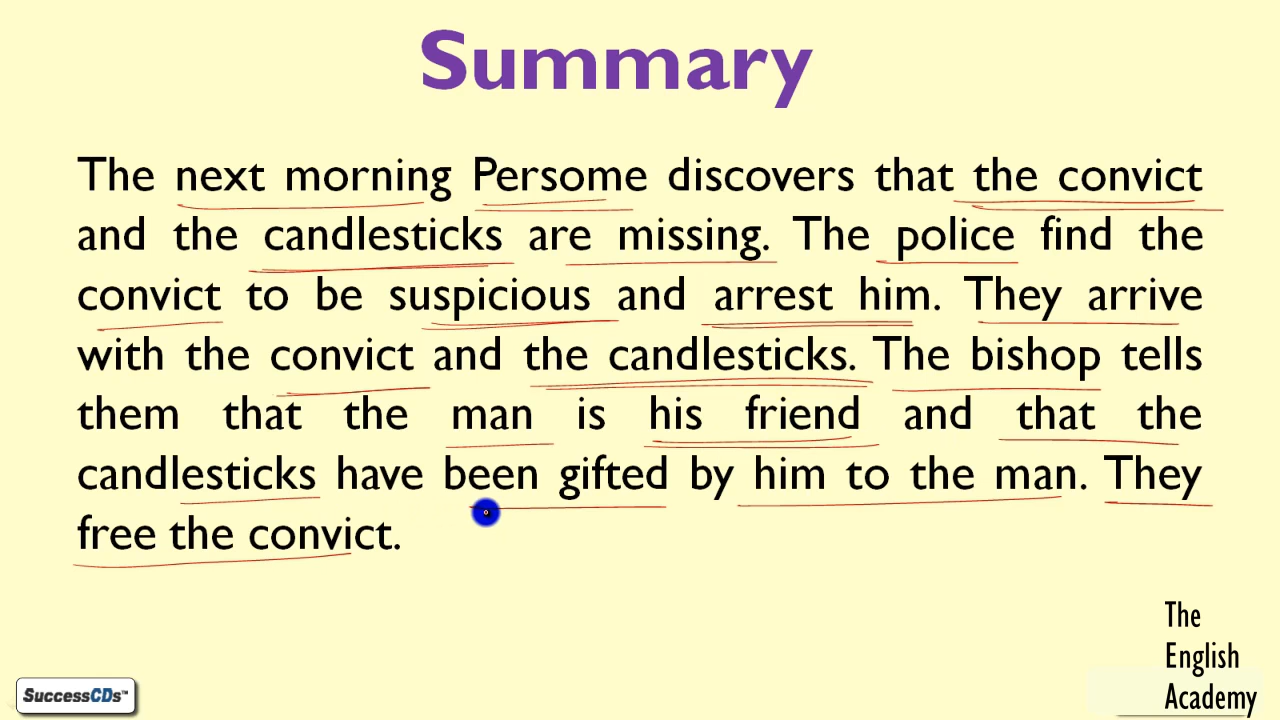 Summary
The next morning Persome discovers that the convict
and the candlesticks are missing. The police find the
convict to be suspicious and arrest him. They arrive
with the convict and the candlesticks. The bishop tells
them that the man is his friend and that the
candlesticks have been gifted by him to the man. They
free the convict.
The
English
Academy
SuccessCDs™